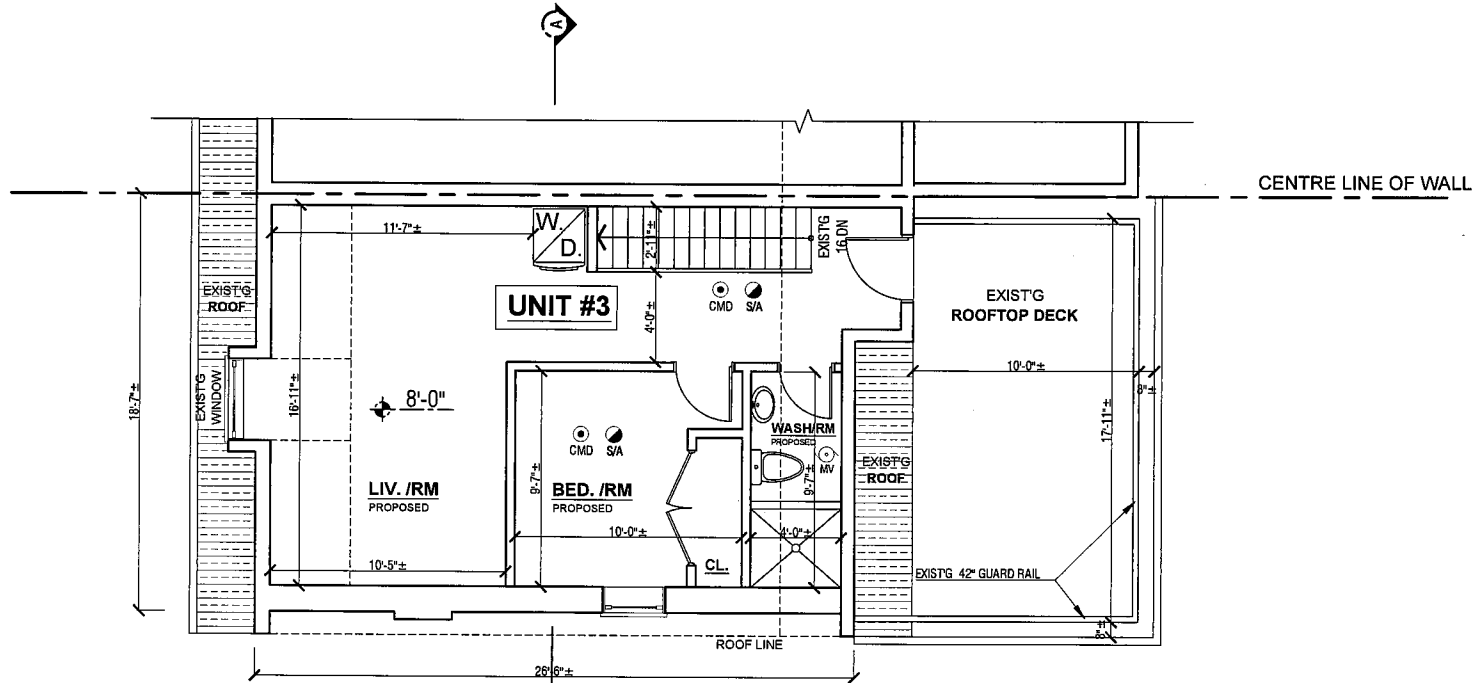 A
CENTRE LINE OF WALL
11'-7"±
W.
D.
2'-11"±
EXIST'G
16 DN
EXIST'G
ROOF
UNIT #3
4'-0"±
CMD S/A
EXIST'G
ROOFTOP DECK
10'-0"±
8"±
18'-7"±
EXIST'G
WINDOW
16'-11"±
8'-0"
CMD S/A
WASH/RM
PROPOSED
MV
17'-11"±
EXIST'G
ROOF
LIV. /RM
PROPOSED
9'-7"±
BED. /RM
PROPOSED
9'-7"±
10'-0"±
4'-0"±
10'-5"±
CL.
EXIST'G 42" GUARD RAIL
8"±
ROOF LINE
26'-6"±